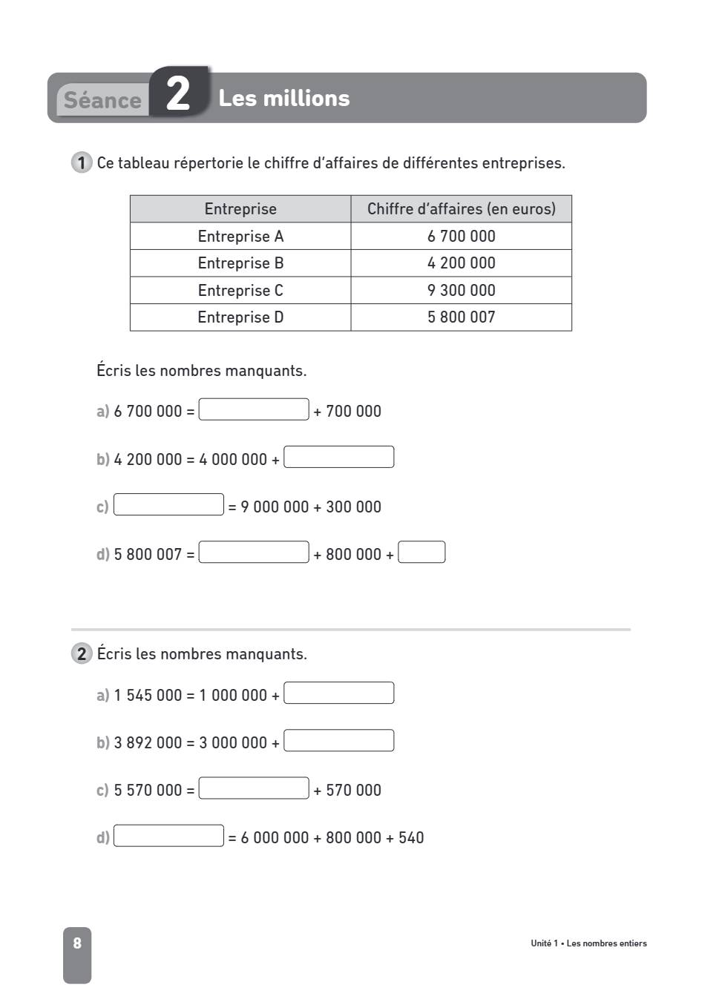 Séance 2 Les millions
1 Ce tableau répertorie le chiffre d'affaires de différentes entreprises.
Entreprise Chiffre d'affaires (en euros)
Entreprise A 6 700 000
Entreprise B 4 200 000
Entreprise C 9 300 000
Entreprise D 5 800 007
Écris les nombres manquants.
a) 6 700 000 = + 700 000
b) 4 200 000 = 4 000 000 +
c) = 9 000 000 + 300 000
d) 5 800 007 = + 800 000 +
2 Écris les nombres manquants.
a) 1 545 000 = 1 000 000 +
b) 3 892 000 = 3 000 000 +
c) 5 570 000 = + 570 000
d) = 6 000 000 + 800 000 + 540
8
Unité 1 • Les nombres entiers